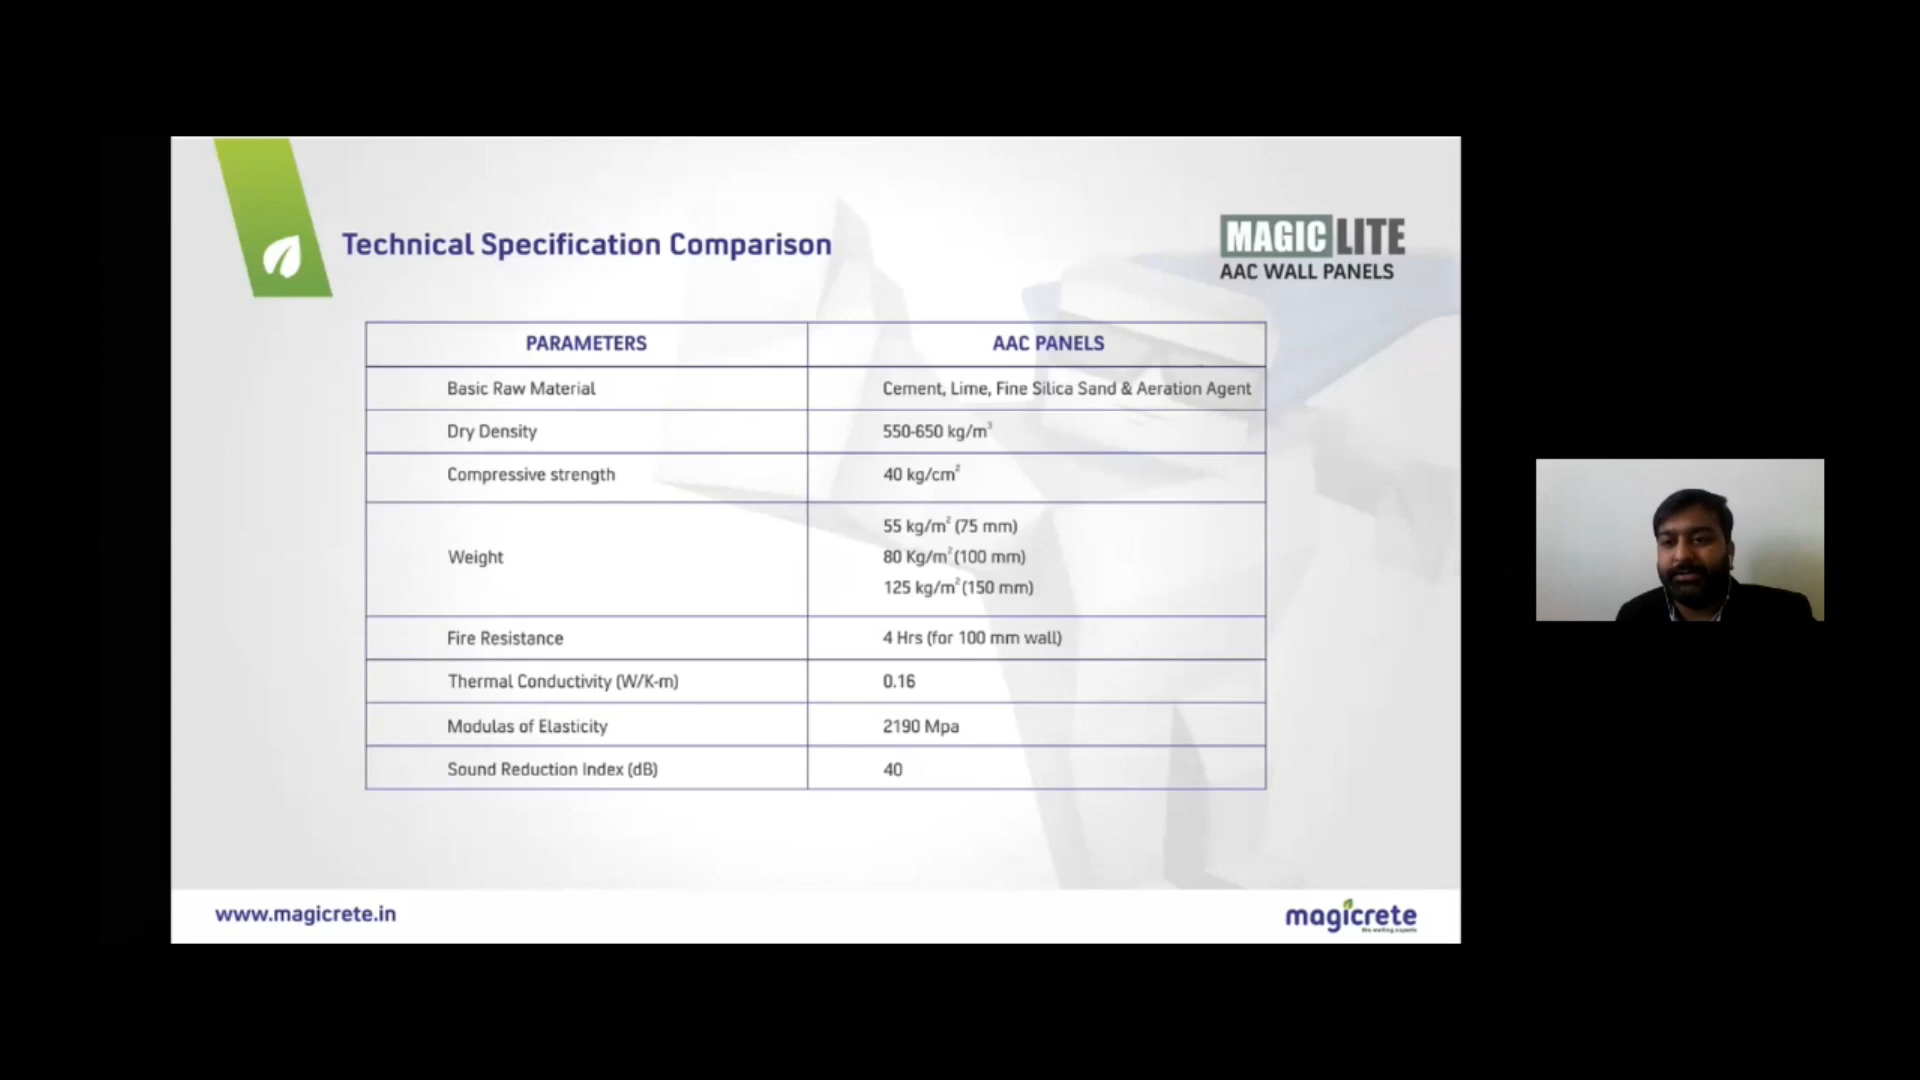 Technical Specification Comparison
MAGIC LITE
AAC WALL PANELS
PARAMETERS AAC PANELS
Basic Raw Material Cement, Lime, Fine Silica Sand & Aeration Agent
Dry Density 550-650 kg/m³
Compressive strength 40 kg/cm²
Weight
55 kg/m² (75 mm)
80 Kg/m² (100 mm)
125 kg/m² (150 mm)
Fire Resistance 4 Hrs (for 100 mm wall)
Thermal Conductivity (W/K-m) 0.16
Modulas of Elasticity 2190 Mpa
Sound Reduction Index (dB) 40
www.magicrete.in
magicrete
the walling experts